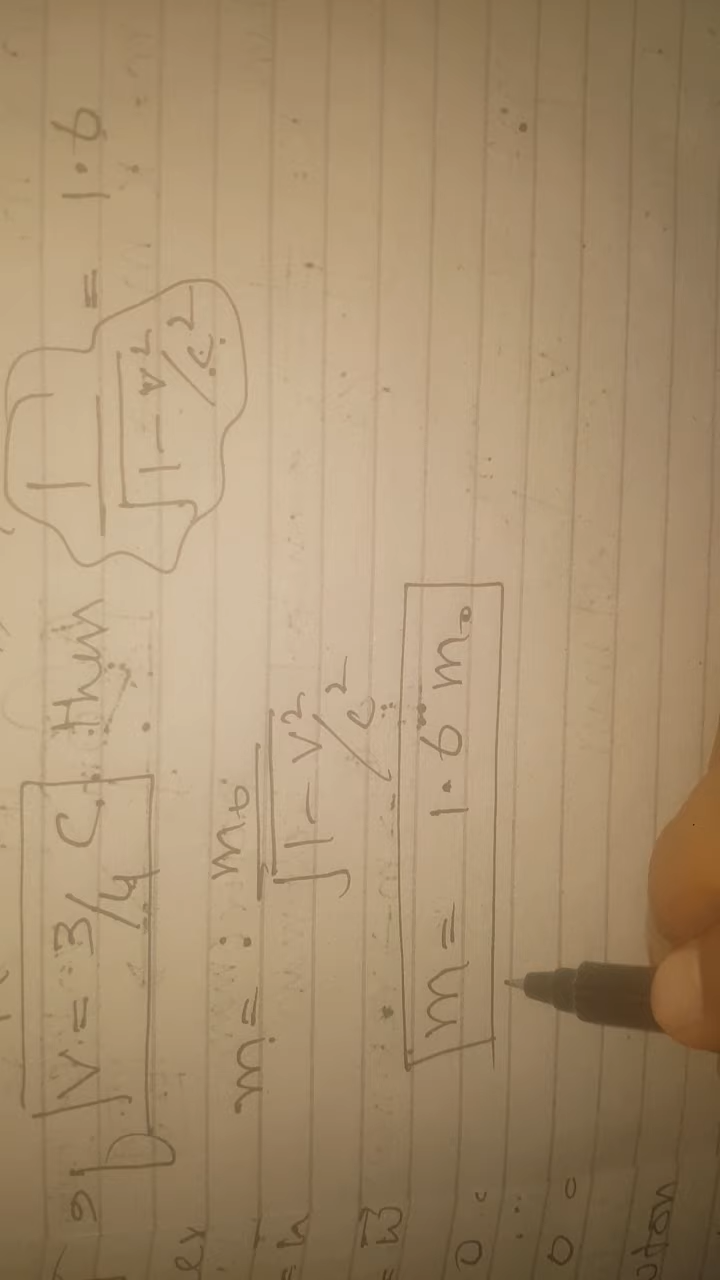 V = 3/4 C then 1/√1 - v²/c² = 1.6
m = m₀/√1 - v²/c²
m = 1.6 m₀